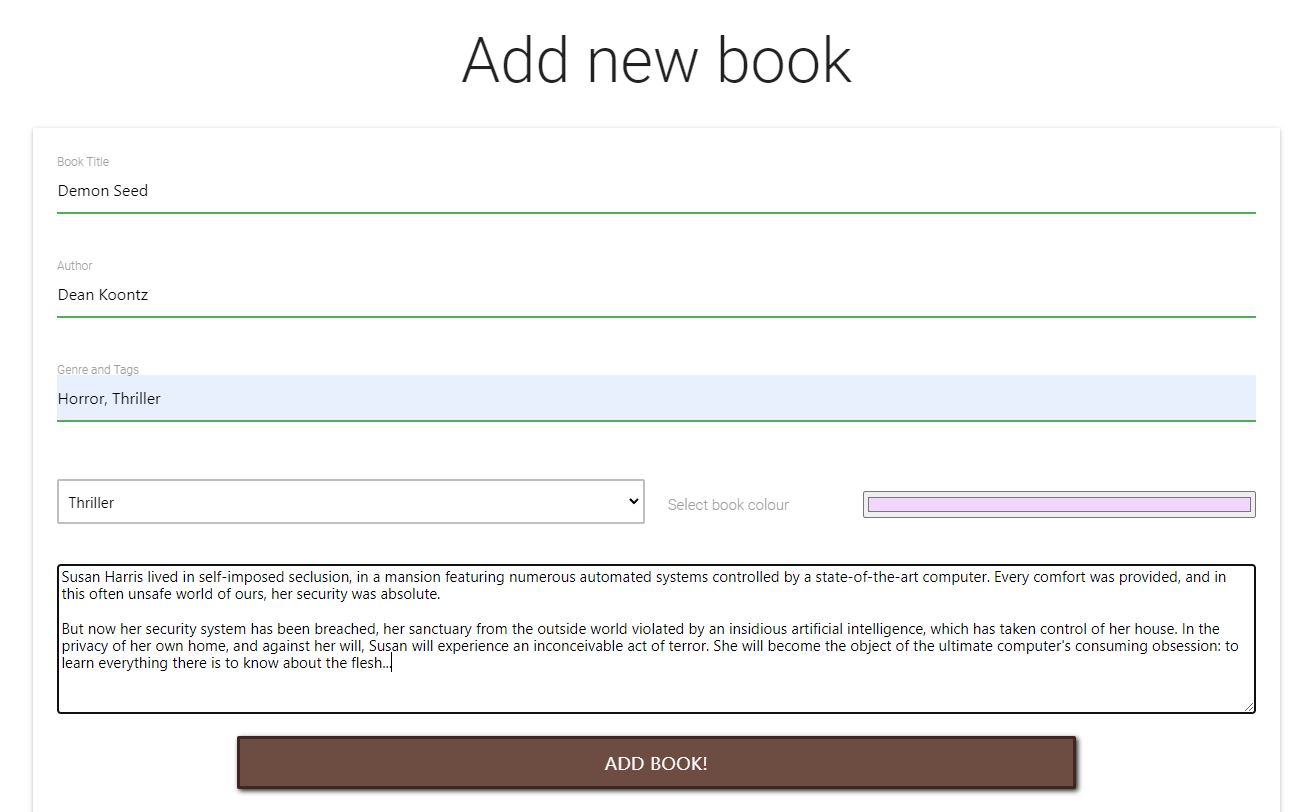 Add new book
Book Title
Demon Seed
Author
Dean Koontz
Genre and Tags
Horror, Thriller
Thriller
Select book colour
Susan Harris lived in self-imposed seclusion, in a mansion featuring numerous automated systems controlled by a state-of-the-art computer. Every comfort was provided, and in
this often unsafe world of ours, her security was absolute.
But now her security system has been breached, her sanctuary from the outside world violated by an insidious artificial intelligence, which has taken control of her house. In the
privacy of her own home, and against her will, Susan will experience an inconceivable act of terror. She will become the object of the ultimate computer's consuming obsession: to
learn everything there is to know about the flesh...
ADD BOOK!